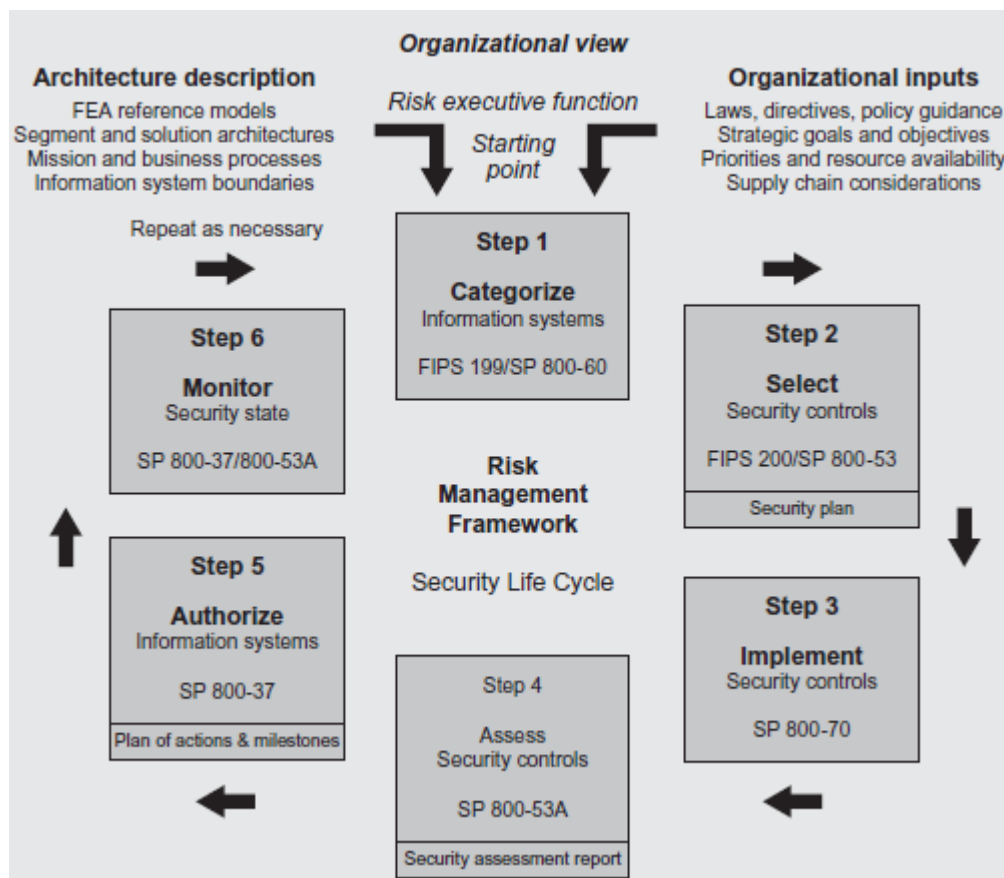 Organizational view
Architecture description
FEA reference models
Segment and solution architectures
Mission and business processes
Information system boundaries
Risk executive function
Starting
point
Organizational inputs
Laws, directives, policy guidance
Strategic goals and objectives
Priorities and resource availability
Supply chain considerations
Repeat as necessary
Step 1
Categorize
Information systems
FIPS 199/SP 800-60
Step 2
Select
Security controls
FIPS 200/SP 800-53
Security plan
Step 3
Implement
Security controls
SP 800-70
Step 4
Assess
Security controls
SP 800-53A
Security assessment report
Step 5
Authorize
Information systems
SP 800-37
Plan of actions & milestones
Step 6
Monitor
Security state
SP 800-37/800-53A
Risk
Management
Framework
Security Life Cycle